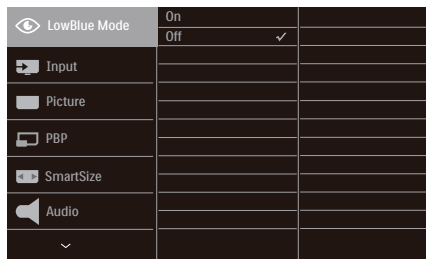 LowBlue Mode
On
Off
Input
Picture
PBP
SmartSize
Audio